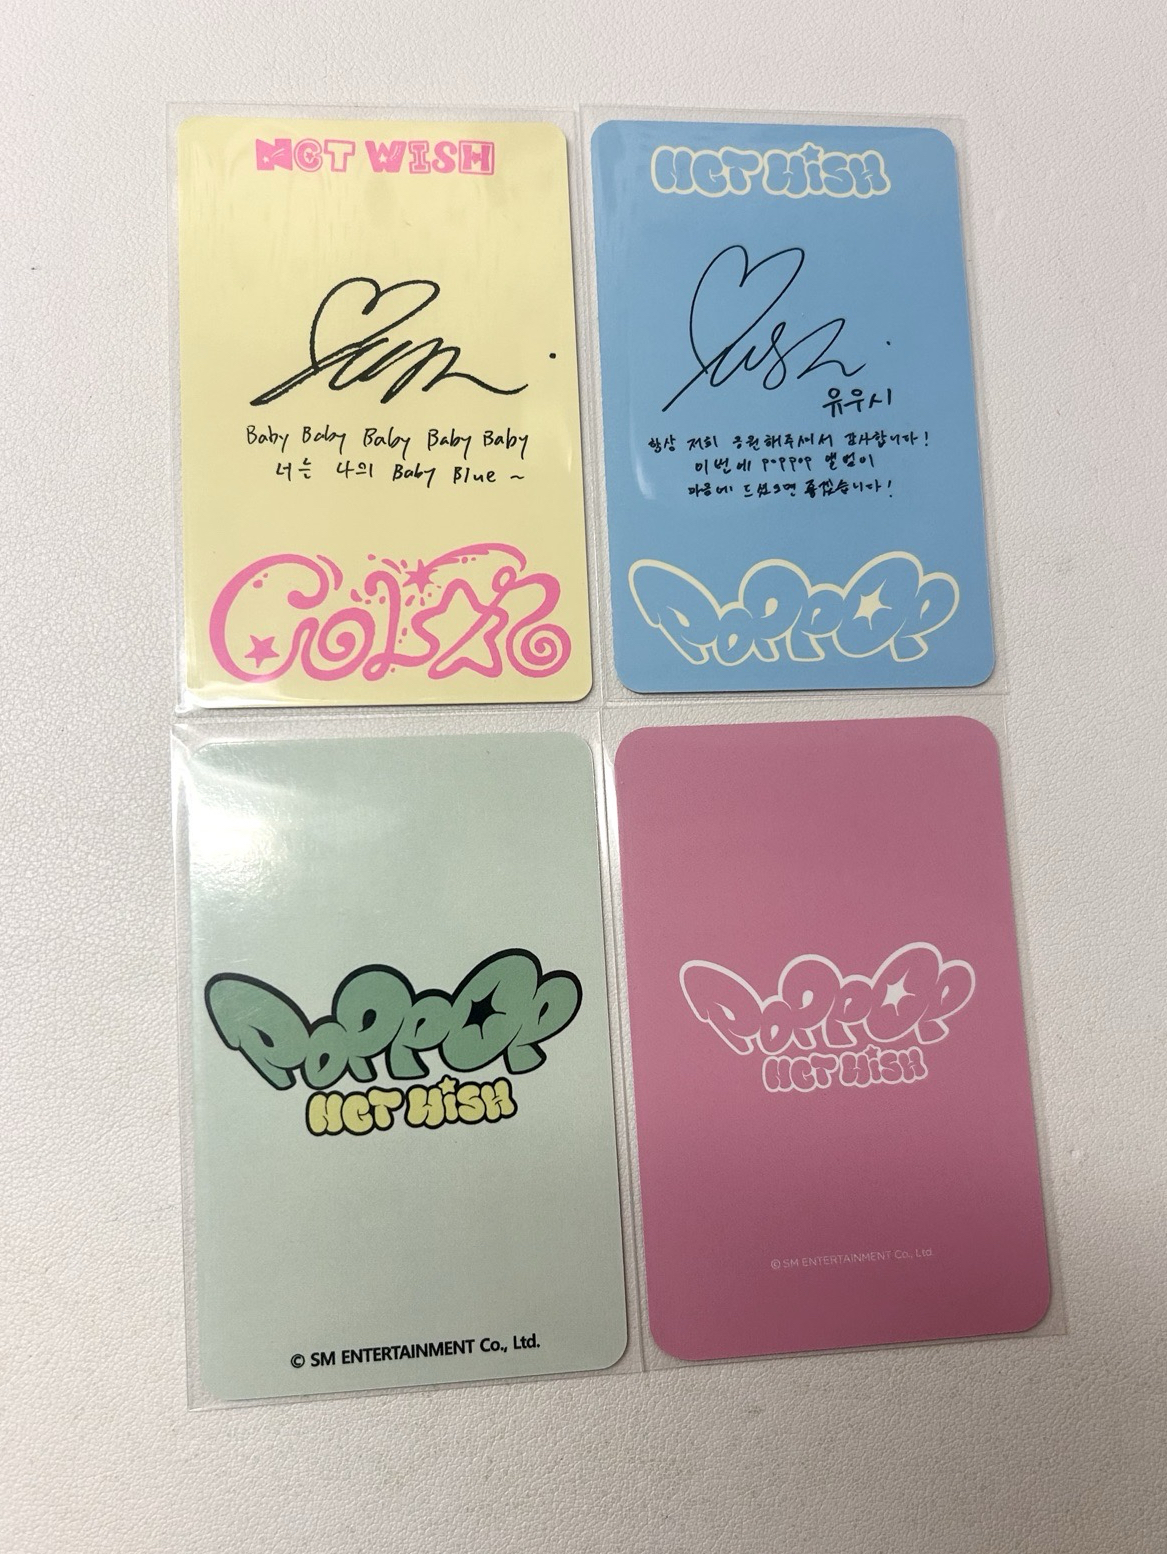 NCT WISH
Baby Baby Baby Baby Baby
너는 나의 Baby Blue ~
COLOR
NCT WISH
유우시
항상 저희 응원해주셔서 감사합니다!
이번에 poppop 앨범이
마음에 드셨으면 좋겠습니다!
POPPOP
POPPOP
NCT WISH
© SM ENTERTAINMENT Co., Ltd.
POPPOP
NCT WISH
© SM ENTERTAINMENT Co., Ltd.